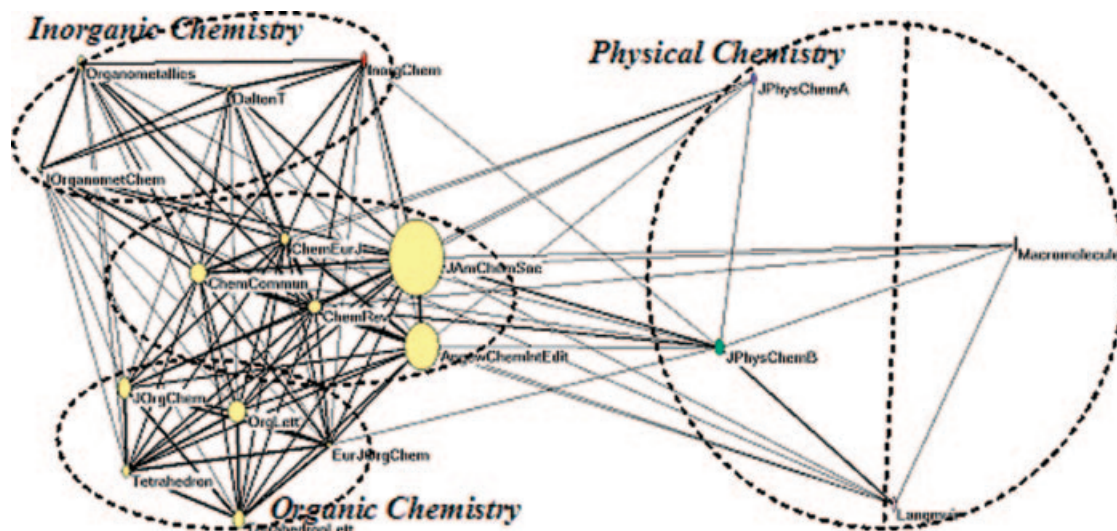 Inorganic Chemistry
Physical Chemistry
Organometallics
InorgChem
JPhysChemA
DaltonT
JOrganometChem
ChemEurJ
JAmChemSoc
Macromolecule
ChemCommun
ChemRev
AngewChemIntEdit
JPhysChemB
JOrgChem
OrgLett
EurJOrgChem
Tetrahedron
Langmuir
Organic Chemistry